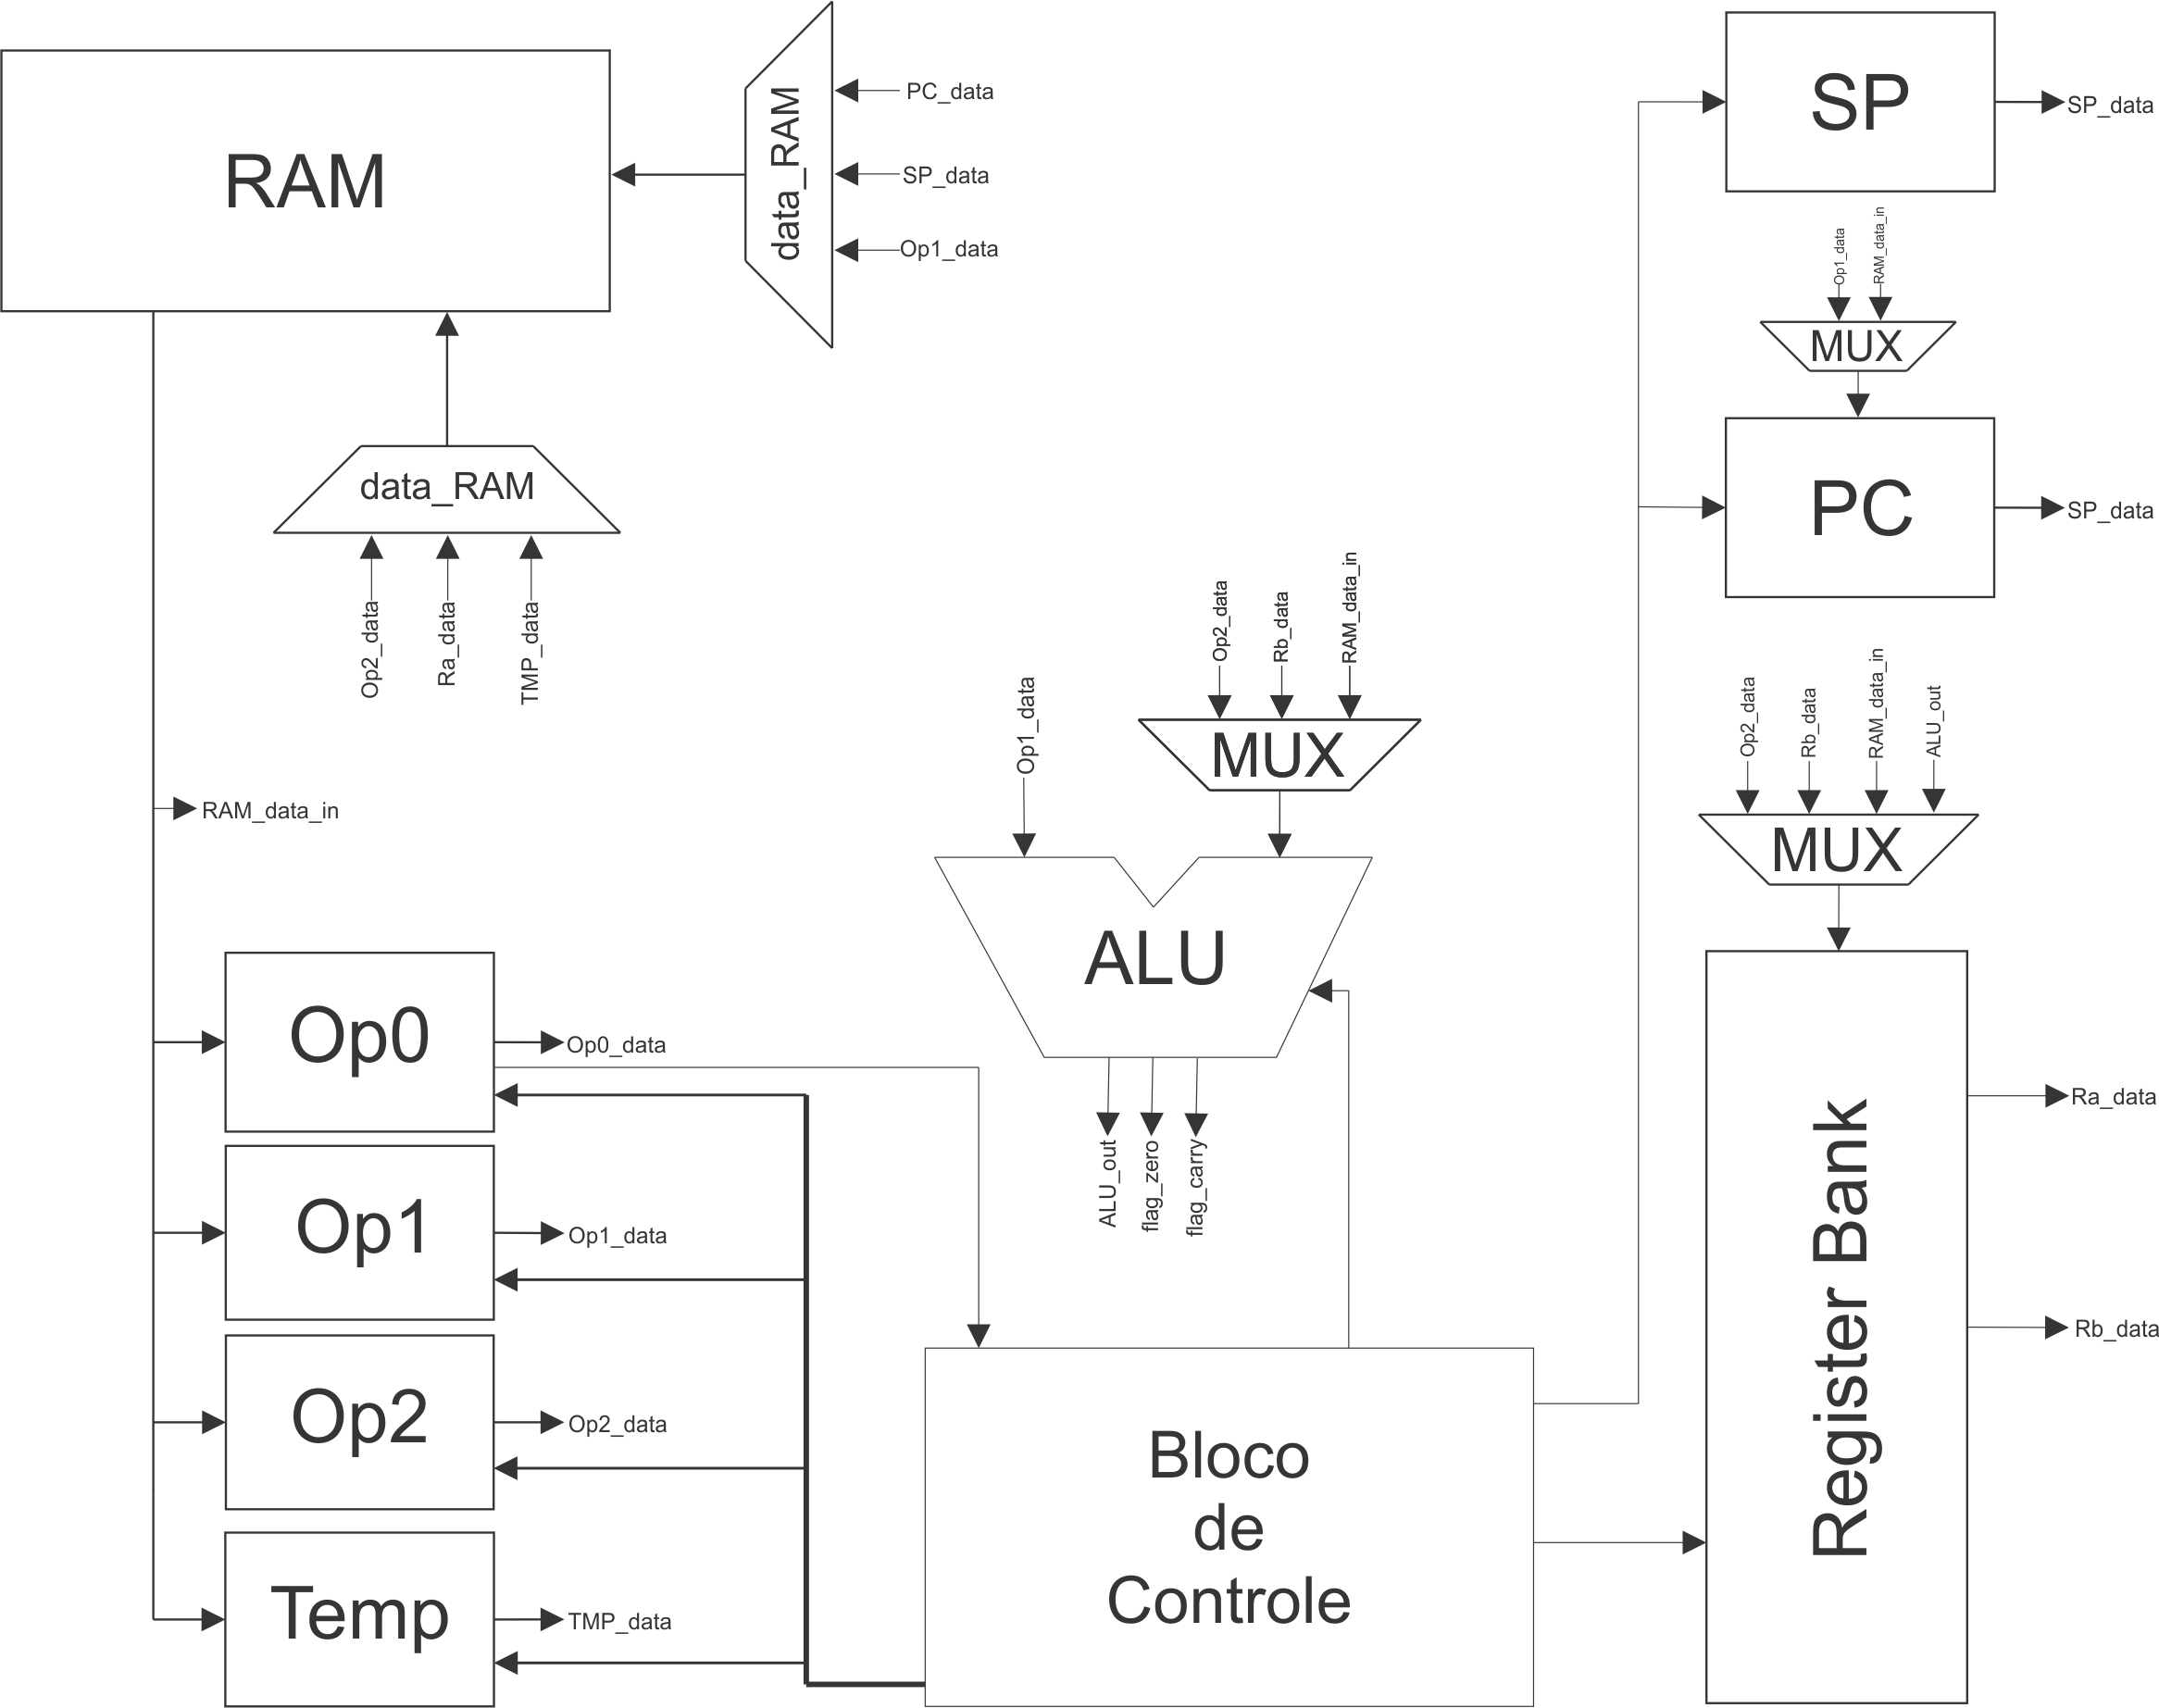 RAM
data_RAM
PC_data
SP_data
Op1_data
SP
SP_data
Op1_data
RAM_data_in
MUX
PC
SP_data
data_RAM
Op2_data
Ra_data
TMP_data
Op1_data
Op2_data
Rb_data
RAM_data_in
MUX
ALU
ALU_out
flag_zero
flag_carry
Op2_data
Rb_data
RAM_data_in
ALU_out
MUX
Register Bank
Ra_data
Rb_data
RAM_data_in
Op0
Op0_data
Op1
Op1_data
Op2
Op2_data
Temp
TMP_data
Bloco
de
Controle